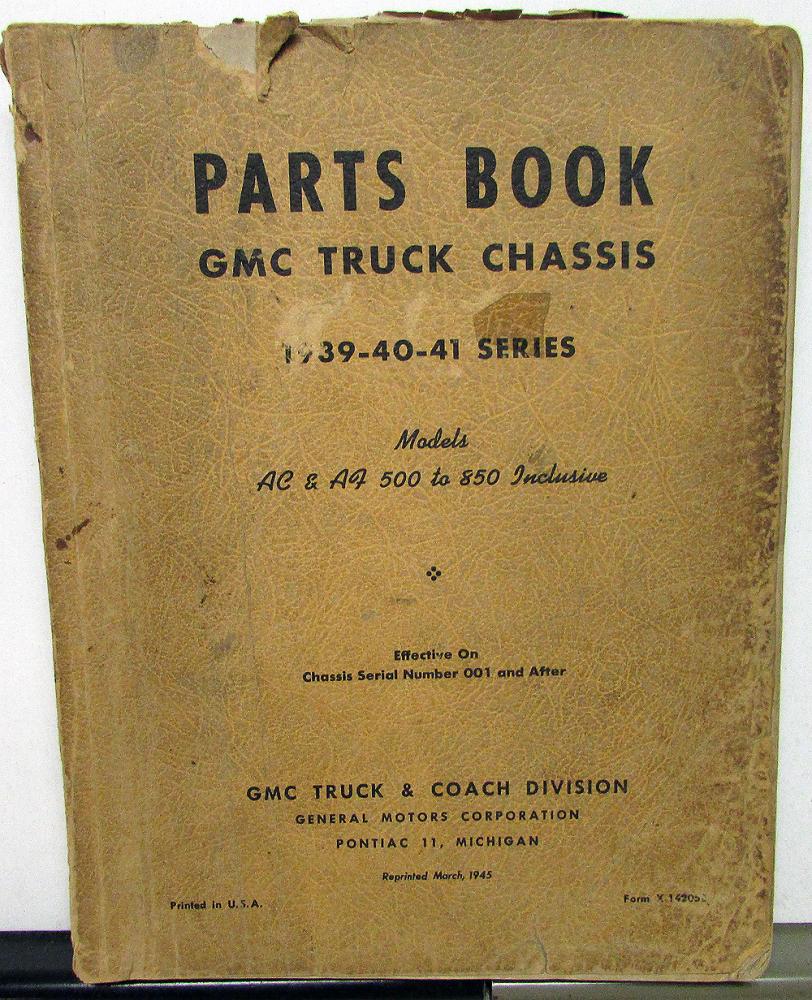 PARTS BOOK
GMC TRUCK CHASSIS
1939-40-41 SERIES
Models
AC & AF 500 to 850 Inclusive
Effective On
Chassis Serial Number 001 and After
GMC TRUCK & COACH DIVISION
GENERAL MOTORS CORPORATION
PONTIAC 11, MICHIGAN
Reprinted March, 1945
Printed in U.S.A.
Form